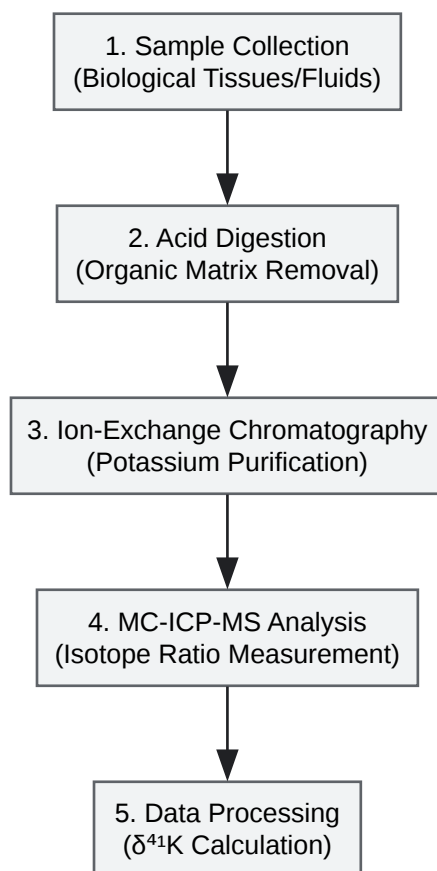 1. Sample Collection
(Biological Tissues/Fluids)
2. Acid Digestion
(Organic Matrix Removal)
3. Ion-Exchange Chromatography
(Potassium Purification)
4. MC-ICP-MS Analysis
(Isotope Ratio Measurement)
5. Data Processing
(δ⁴¹K Calculation)